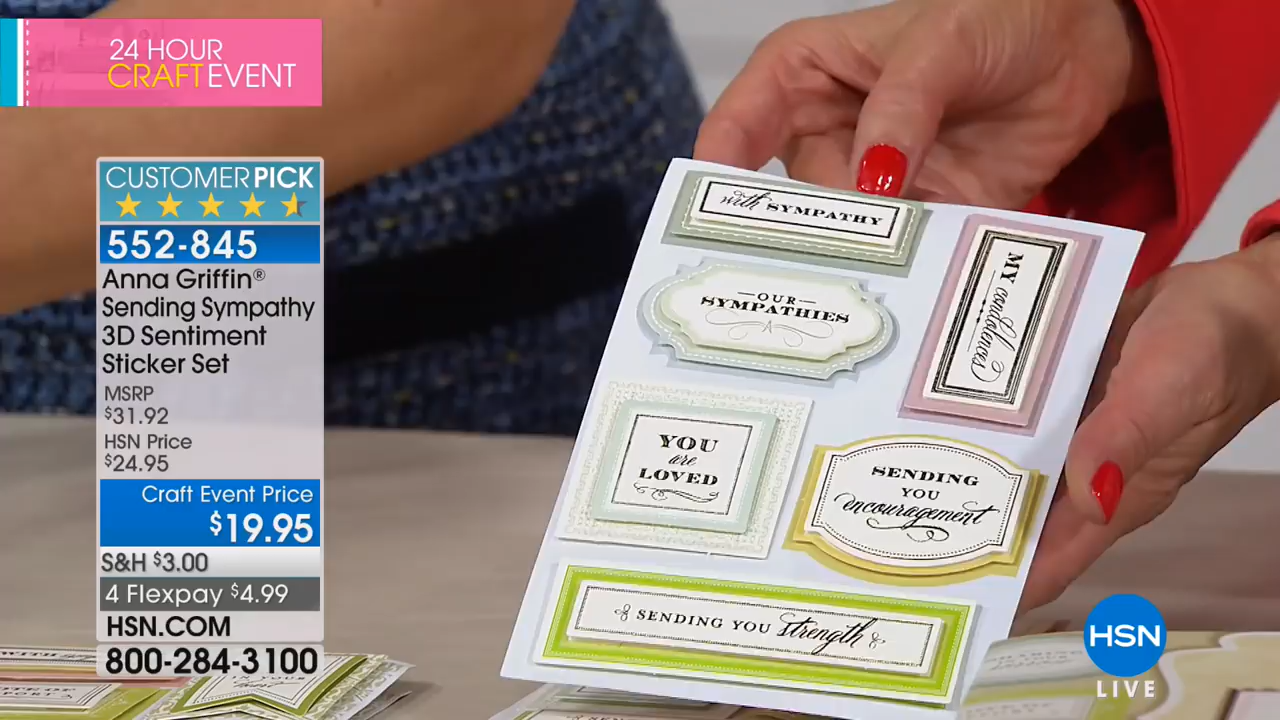 24 HOUR
CRAFT EVENT
CUSTOMER PICK
552-845
Anna Griffin®
Sending Sympathy
3D Sentiment
Sticker Set
MSRP
$31.92
HSN Price
$24.95
Craft Event Price
$19.95
S&H $3.00
4 Flexpay $4.99
HSN.COM
800-284-3100
with SYMPATHY
OUR
SYMPATHIES
MY condolences
YOU
are
LOVED
SENDING
YOU
encouragement
SENDING YOU strength
HSN
LIVE